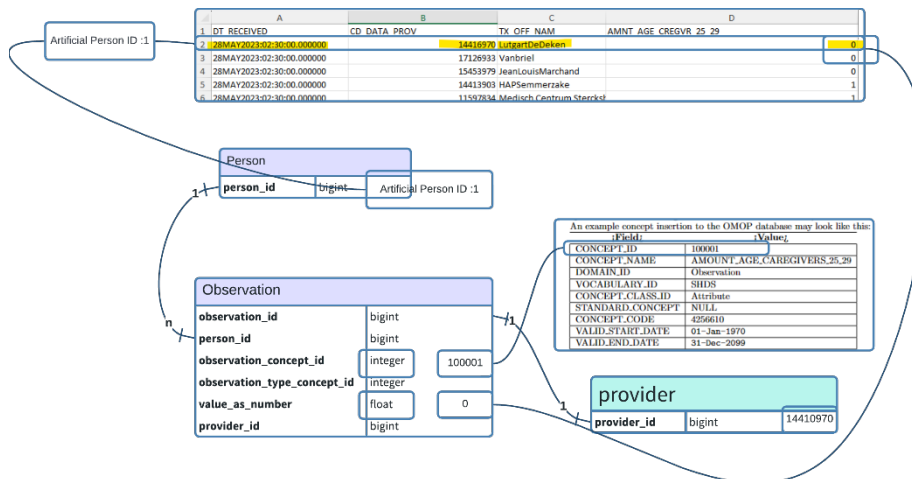 A B C D
1 DT_RECEIVED CD_DATA_PROV TX_OFF_NAM AMNT_AGE_CREGVR_25_29
Artificial Person ID :1
2 28MAY2023:02:30:00.000000 14416970 LutgartDeDeken 0
3 28MAY2023:02:30:00.000000 17126933 Vanbriel 0
4 28MAY2023:02:30:00.000000 15453979 JeanLouisMarchand 0
5 28MAY2023:02:30:00.000000 14413903 HAPSemmerzake 1
6 28MAY2023:02:30:00.000000 11597834 Medisch Centrum Stercksh 1
Person
person_id bigint
Artificial Person ID :1
1
An example concept insertion to the OMOP database may look like this:
¡Field¿ ¡Value¿
CONCEPT_ID 100001
CONCEPT_NAME AMOUNT_AGE_CAREGIVERS_25_29
DOMAIN_ID Observation
VOCABULARY_ID SHDS
CONCEPT_CLASS_ID Attribute
STANDARD_CONCEPT NULL
CONCEPT_CODE 4256610
VALID_START_DATE 01-Jan-1970
VALID_END_DATE 31-Dec-2099
Observation
observation_id bigint
1
n
person_id bigint
observation_concept_id integer 100001
observation_type_concept_id integer
value_as_number float 0
provider_id bigint
provider
1
provider_id bigint 14410970